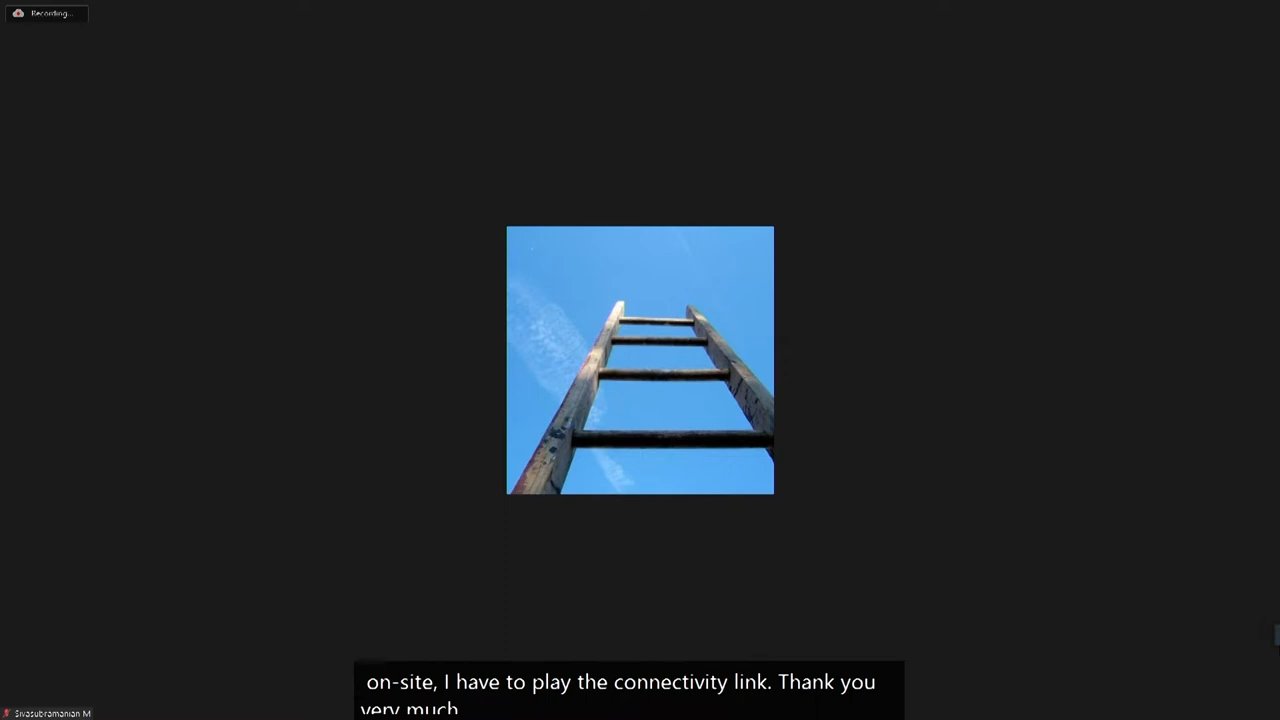 Recording...
on-site, I have to play the connectivity link. Thank you
very much
Sivasubramanian M